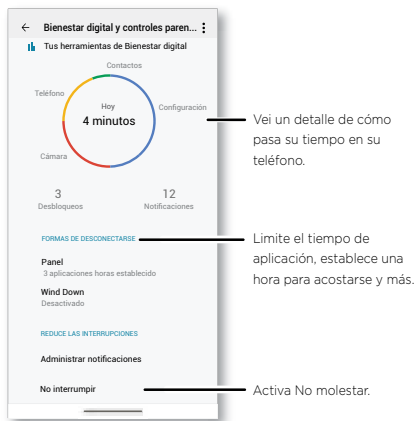 Bienestar digital y controles paren...
Tus herramientas de Bienestar digital
Contactos
Teléfono
Configuración
Hoy
4 minutos
Cámara
3
Desbloqueos
12
Notificaciones
FORMAS DE DESCONECTARSE
Panel
3 aplicaciones horas establecido
Wind Down
Desactivado
REDUCE LAS INTERRUPCIONES
Administrar notificaciones
No interrumpir
Vei un detalle de cómo
pasa su tiempo en su
teléfono.
Limite el tiempo de
aplicación, establece una
hora para acostarse y más.
Activa No molestar.